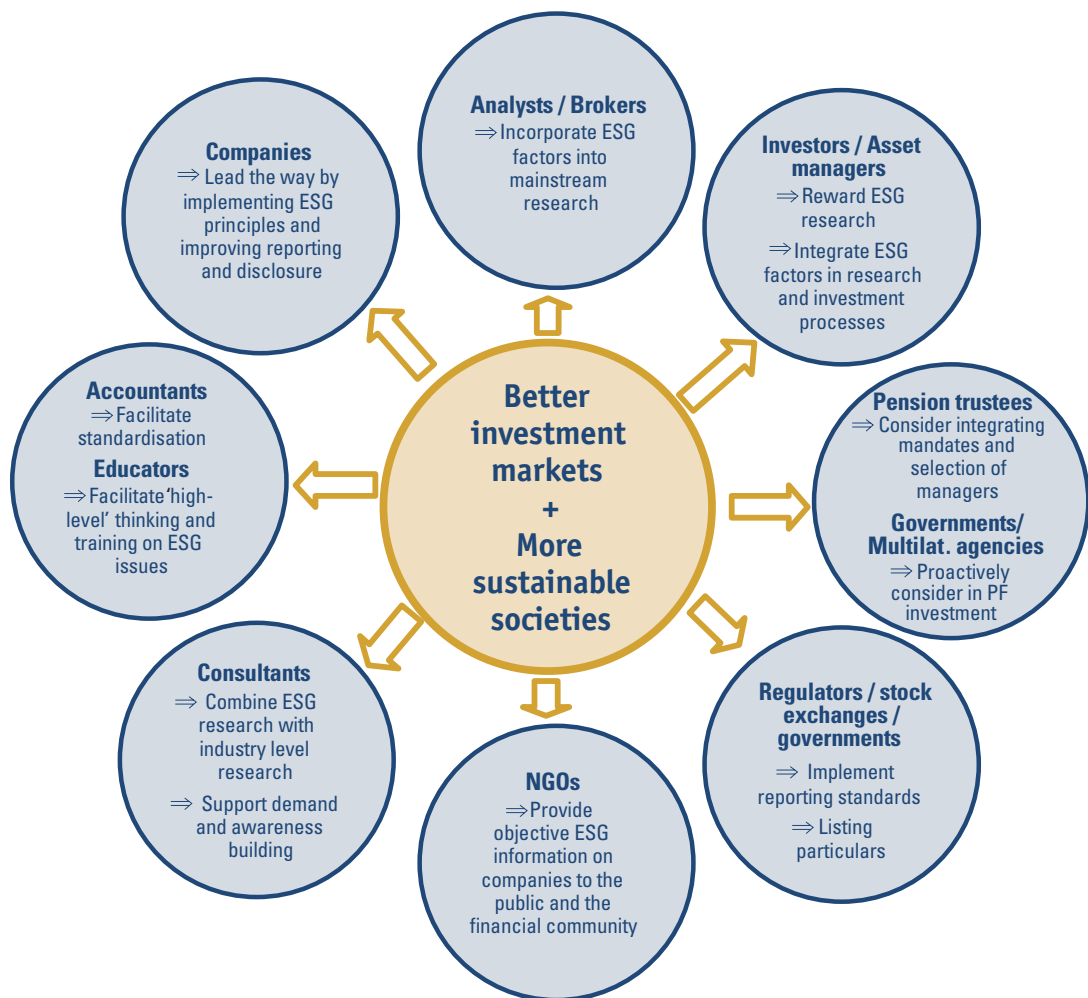 Analysts / Brokers
⇒ Incorporate ESG
factors into
mainstream
research
Investors / Asset
managers
⇒ Reward ESG
research
⇒ Integrate ESG
factors in research
and investment
processes
Pension trustees
⇒ Consider integrating
mandates and
selection of
managers
Governments/
Multilat. agencies
⇒ Proactively
consider in PF
investment
Regulators / stock
exchanges /
governments
⇒ Implement
reporting standards
⇒ Listing
particulars
NGOs
⇒ Provide
objective ESG
information on
companies to the
public and the
financial community
Consultants
⇒ Combine ESG
research with
industry level
research
⇒ Support demand
and awareness
building
Accountants
⇒ Facilitate
standardisation
Educators
⇒ Facilitate ‘high-
level’ thinking and
training on ESG
issues
Companies
⇒ Lead the way by
implementing ESG
principles and
improving reporting
and disclosure
Better
investment
markets
+
More
sustainable
societies